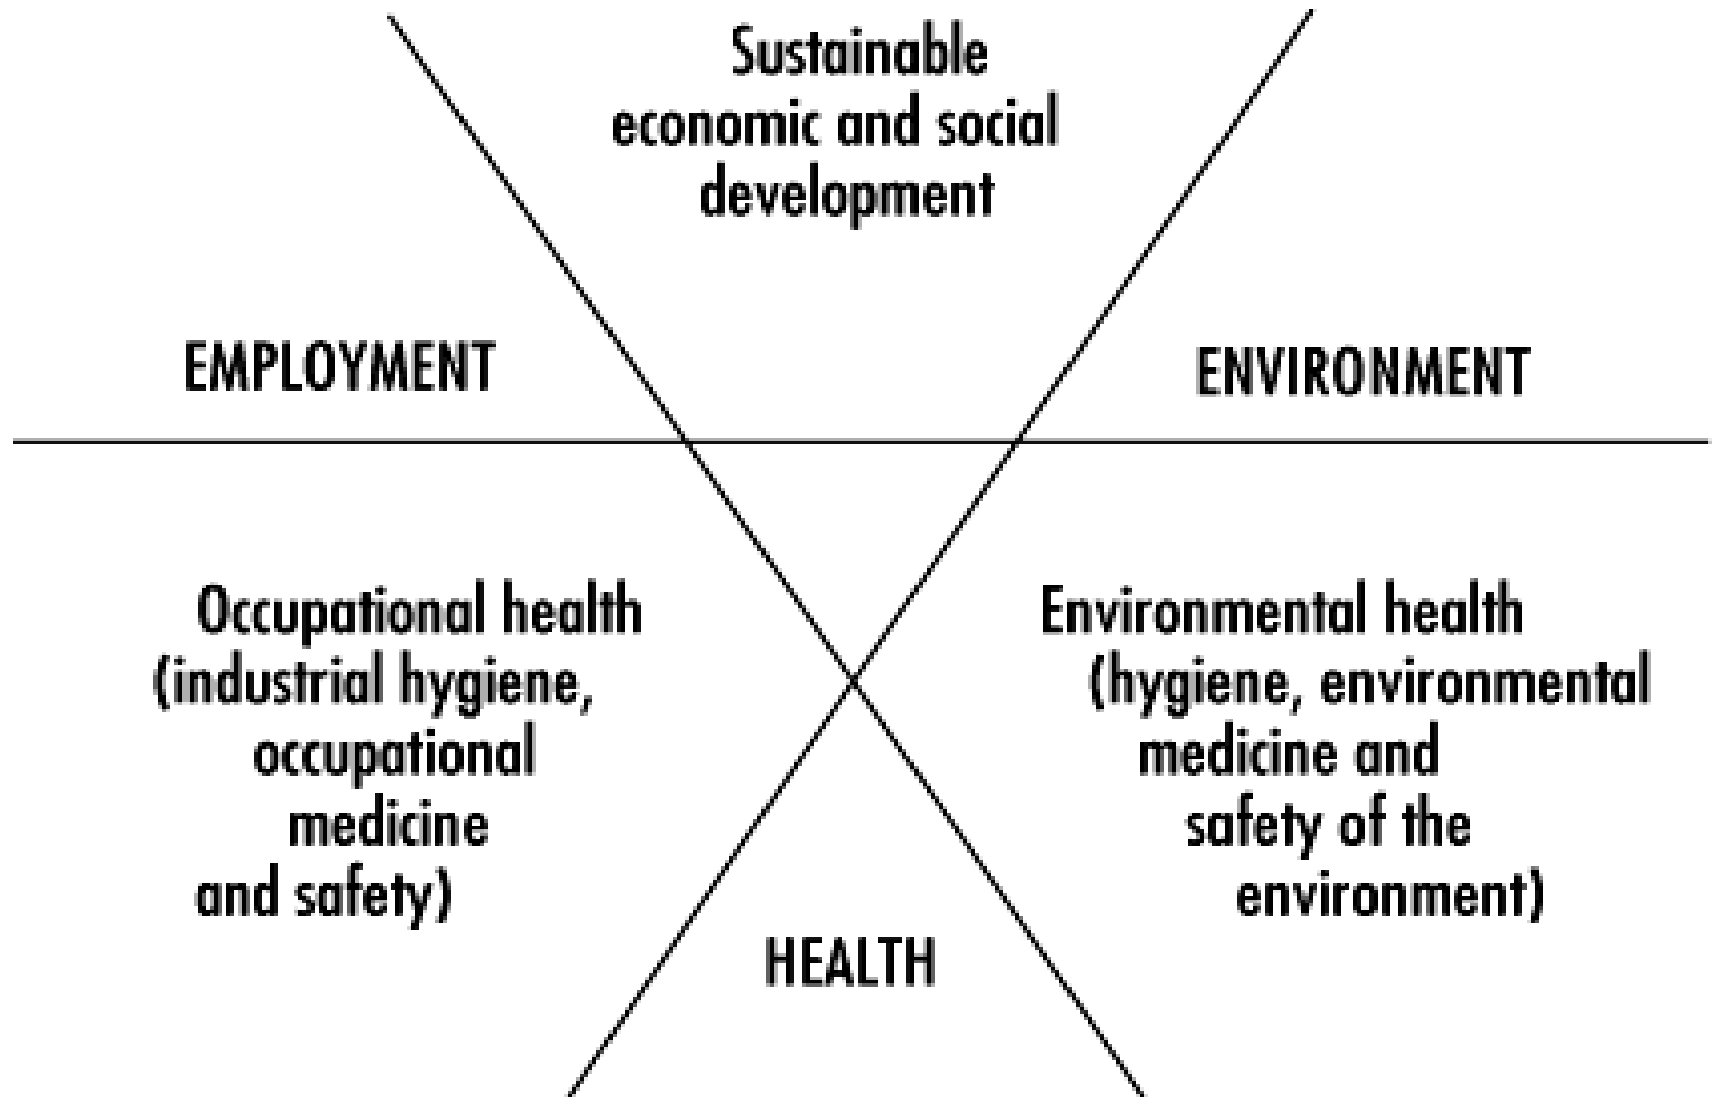 Sustainable
economic and social
development
EMPLOYMENT
ENVIRONMENT
Occupational health
(industrial hygiene,
occupational
medicine
and safety)
Environmental health
(hygiene, environmental
medicine and
safety of the
environment)
HEALTH